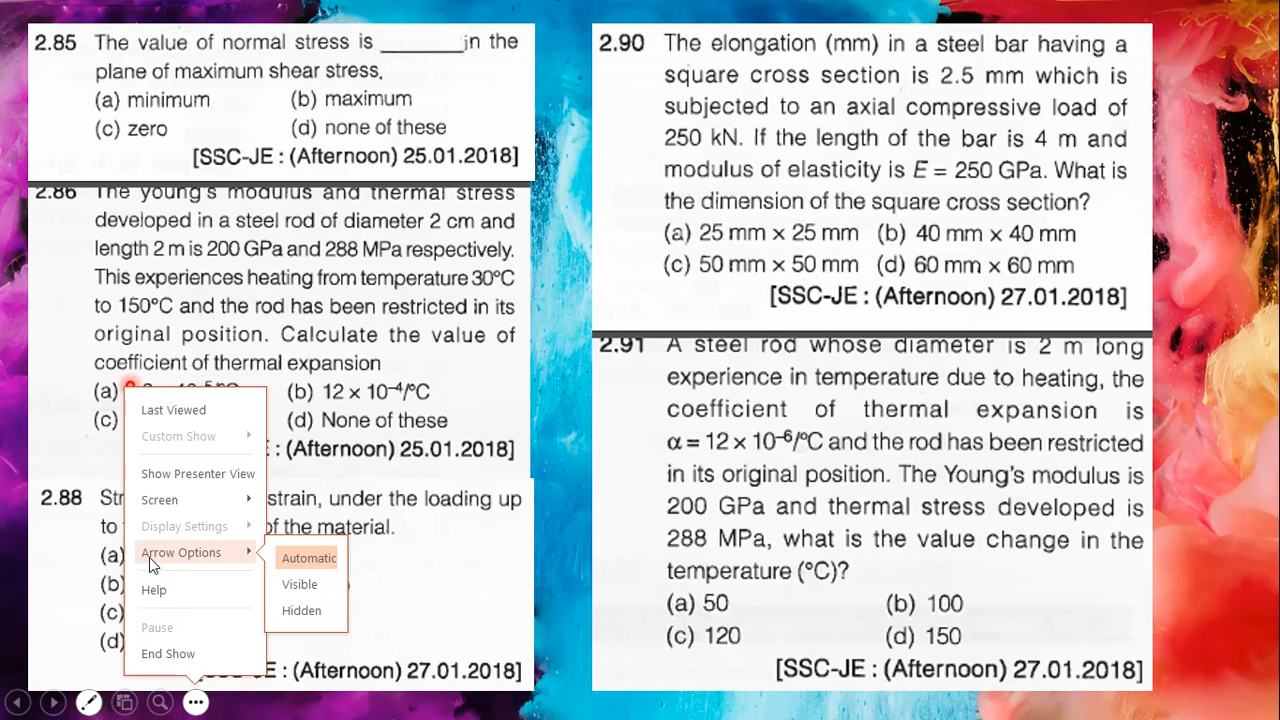 2.85 The value of normal stress is ________in the
plane of maximum shear stress.
(a) minimum (b) maximum
(c) zero (d) none of these
[SSC-JE : (Afternoon) 25.01.2018]
2.86 The young's modulus and thermal stress
developed in a steel rod of diameter 2 cm and
length 2 m is 200 GPa and 288 MPa respectively.
This experiences heating from temperature 30°C
to 150°C and the rod has been restricted in its
original position. Calculate the value of
coefficient of thermal expansion
(a) (b) 12 × 10⁻⁴/°C
(c) (d) None of these
E : (Afternoon) 25.01.2018]
2.88 strain, under the loading up
to of the material.
(a)
(b)
(c)
(d)
E : (Afternoon) 27.01.2018]
Last Viewed
Custom Show
Show Presenter View
Screen
Display Settings
Arrow Options
Help
Pause
End Show
Automatic
Visible
Hidden
2.90 The elongation (mm) in a steel bar having a
square cross section is 2.5 mm which is
subjected to an axial compressive load of
250 kN. If the length of the bar is 4 m and
modulus of elasticity is E = 250 GPa. What is
the dimension of the square cross section?
(a) 25 mm × 25 mm (b) 40 mm × 40 mm
(c) 50 mm × 50 mm (d) 60 mm × 60 mm
[SSC-JE : (Afternoon) 27.01.2018]
2.91 A steel rod whose diameter is 2 m long
experience in temperature due to heating, the
coefficient of thermal expansion is
α = 12 × 10⁻⁶/°C and the rod has been restricted
in its original position. The Young's modulus is
200 GPa and thermal stress developed is
288 MPa, what is the value change in the
temperature (°C)?
(a) 50 (b) 100
(c) 120 (d) 150
[SSC-JE : (Afternoon) 27.01.2018]